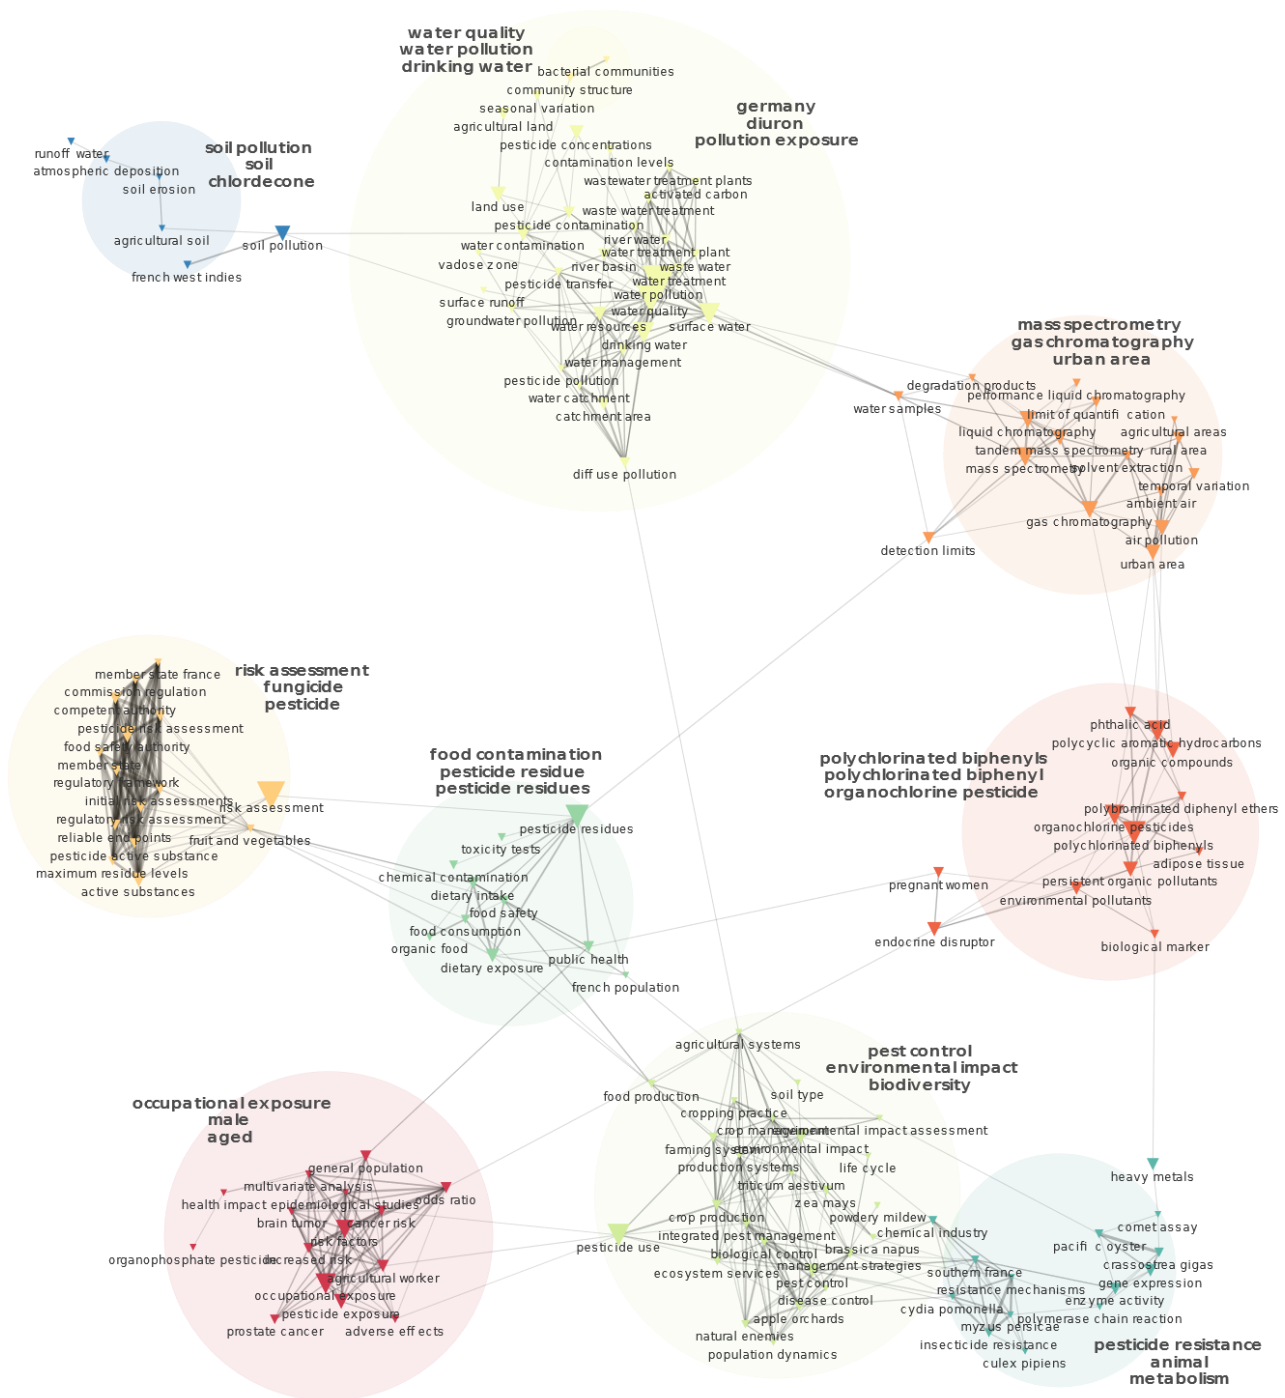 water quality
water pollution
drinking water
bacterial communities
community structure
seasonal variation
agricultural land
germany
diuron
pollution exposure
pesticide concentrations
contamination levels
wastewater treatment plants
activated carbon
land use
waste water treatment
pesticide contamination
river water
water contamination
water treatment plant
vadose zone
river basin
waste water
pesticide transfer
water treatment
water pollution
surface runoff
water quality
groundwater pollution
water resources
surface water
drinking water
water management
pesticide pollution
water catchment
catchment area
diff use pollution
soil pollution
soil
chlordecone
runoff water
atmospheric deposition
soil erosion
agricultural soil
soil pollution
french west indies
mass spectrometry
gas chromatography
urban area
degradation products
performance liquid chromatography
water samples
limit of quantifi cation
liquid chromatography
agricultural areas
tandem mass spectrometry
rural area
mass spectrometry
solvent extraction
temporal variation
ambient air
gas chromatography
air pollution
detection limits
urban area
risk assessment
fungicide
pesticide
member state france
commission regulation
competent authority
pesticide risk assessment
food safety authority
member state
regulatory framework
initial risk assessments
risk assessment
regulatory risk assessment
reliable end points
fruit and vegetables
pesticide active substance
maximum residue levels
active substances
food contamination
pesticide residue
pesticide residues
pesticide residues
toxicity tests
chemical contamination
dietary intake
food safety
food consumption
organic food
public health
dietary exposure
french population
polychlorinated biphenyls
polychlorinated biphenyl
organochlorine pesticide
phthalic acid
polycyclic aromatic hydrocarbons
organic compounds
polybrominated diphenyl ethers
organochlorine pesticides
polychlorinated biphenyls
adipose tissue
persistent organic pollutants
pregnant women
environmental pollutants
endocrine disruptor
biological marker
pest control
environmental impact
biodiversity
agricultural systems
food production
soil type
cropping practice
crop management
environmental impact assessment
farming system
environmental impact
production systems
life cycle
triticum aestivum
zea mays
crop production
powdery mildew
integrated pest management
chemical industry
pesticide use
biological control
brassica napus
ecosystem services
management strategies
pest control
disease control
apple orchards
natural enemies
population dynamics
occupational exposure
male
aged
general population
multivariate analysis
health impact
epidemiological studies
odds ratio
brain tumor
cancer risk
risk factors
organophosphate pesticide
increased risk
agricultural worker
occupational exposure
pesticide exposure
prostate cancer
adverse eff ects
heavy metals
comet assay
pacifi c oyster
crassostrea gigas
southern france
gene expression
resistance mechanisms
enzyme activity
cydia pomonella
polymerase chain reaction
myzus persicae
insecticide resistance
culex pipiens
pesticide resistance
animal
metabolism